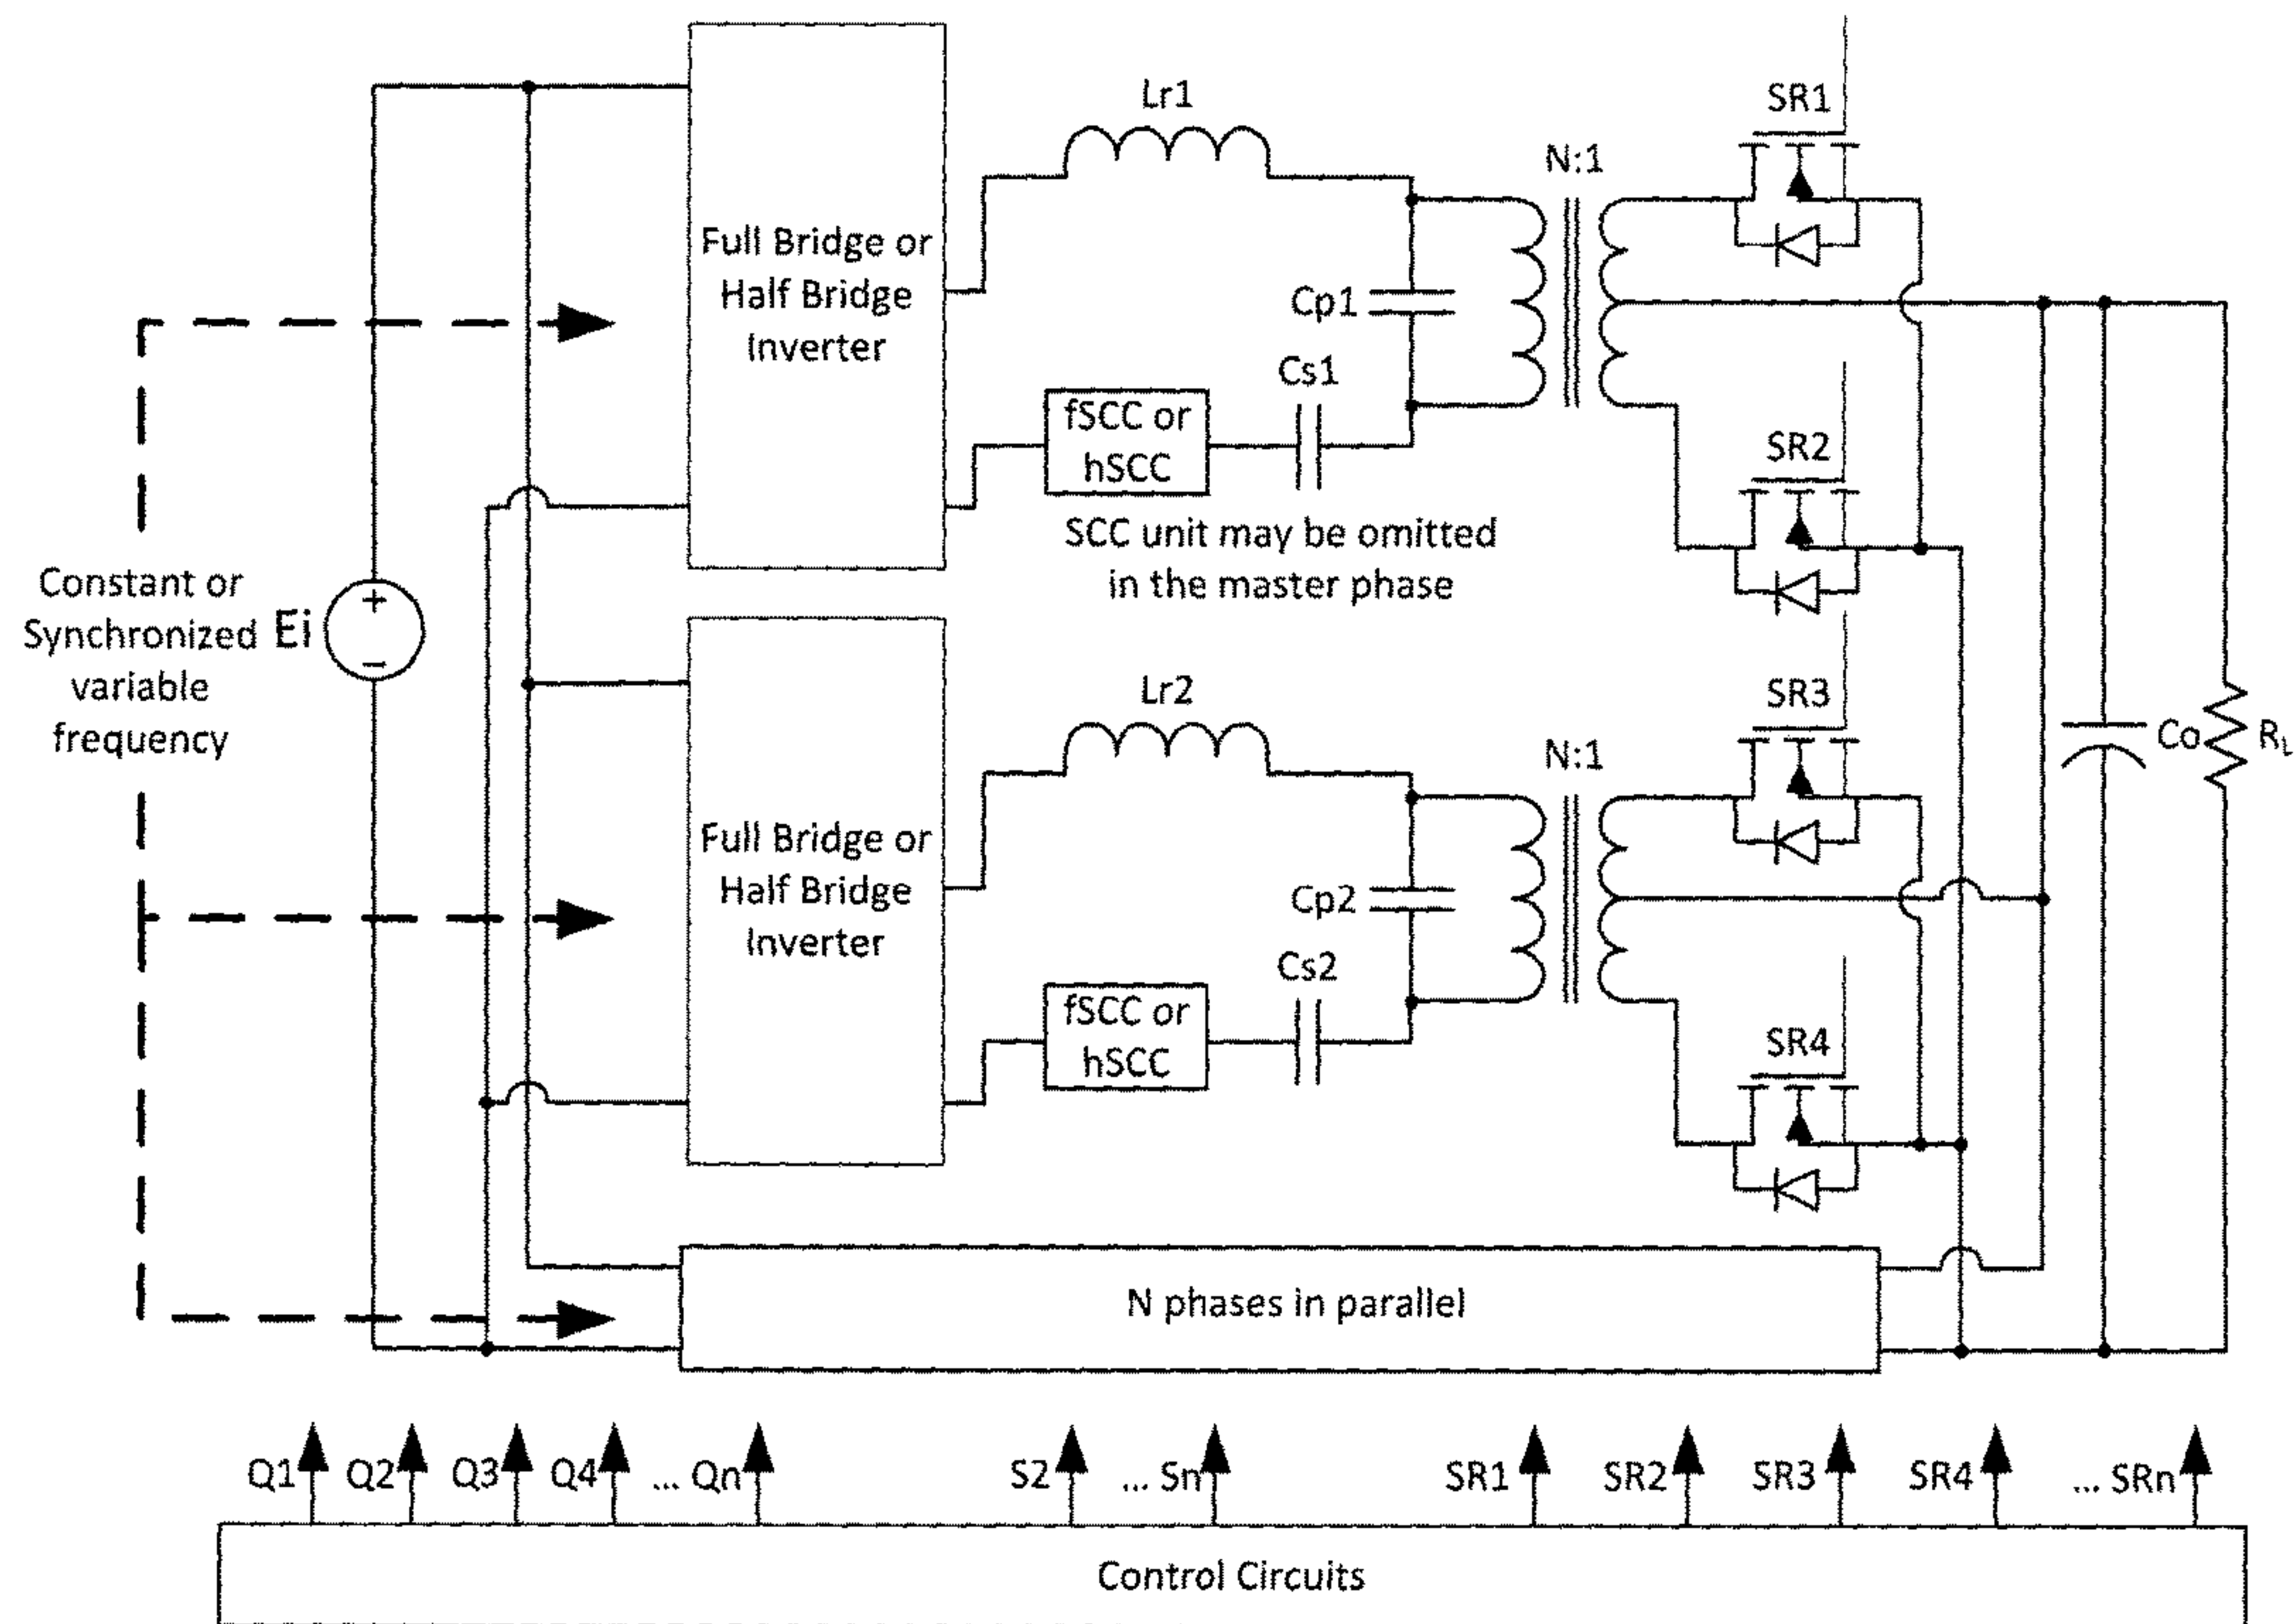 Lr1
SR1
N:1
Full Bridge or
Half Bridge
Inverter
Cp1
Cs1
fSCC or
hSCC
SR2
SCC unit may be omitted
in the master phase
Constant or
Synchronized
variable
frequency
Ei
+
−
Lr2
SR3
N:1
Co
RL
Full Bridge or
Half Bridge
Inverter
Cp2
Cs2
fSCC or
hSCC
SR4
N phases in parallel
Q1 Q2 Q3 Q4 ... Qn S2 ... Sn SR1 SR2 SR3 SR4 ... SRn
Control Circuits